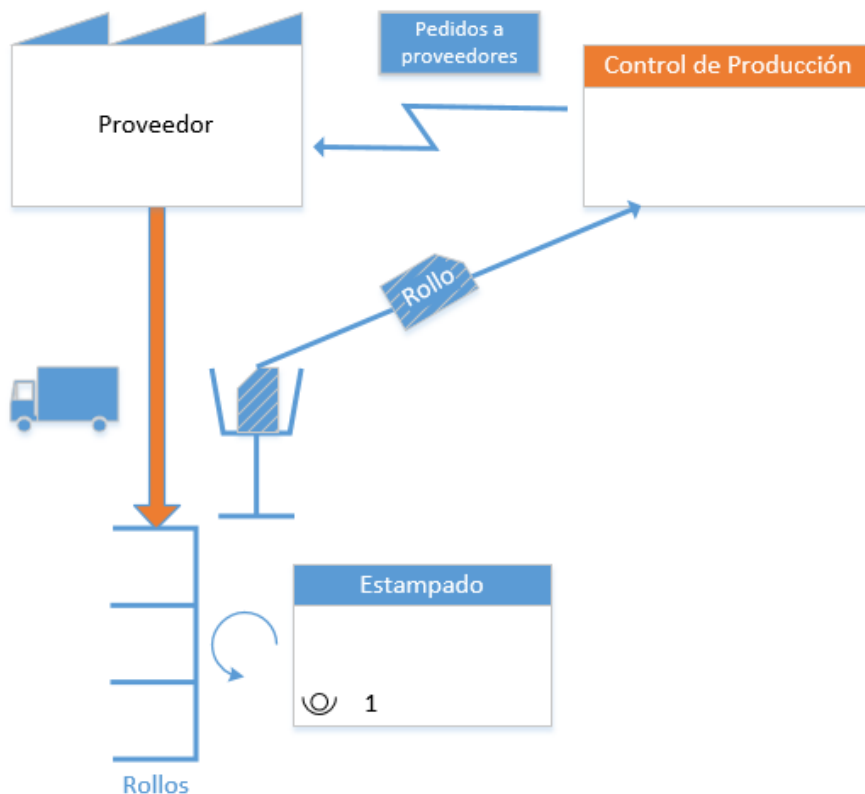 Pedidos a
proveedores
Control de Producción
Proveedor
Rollo
Estampado
1
Rollos